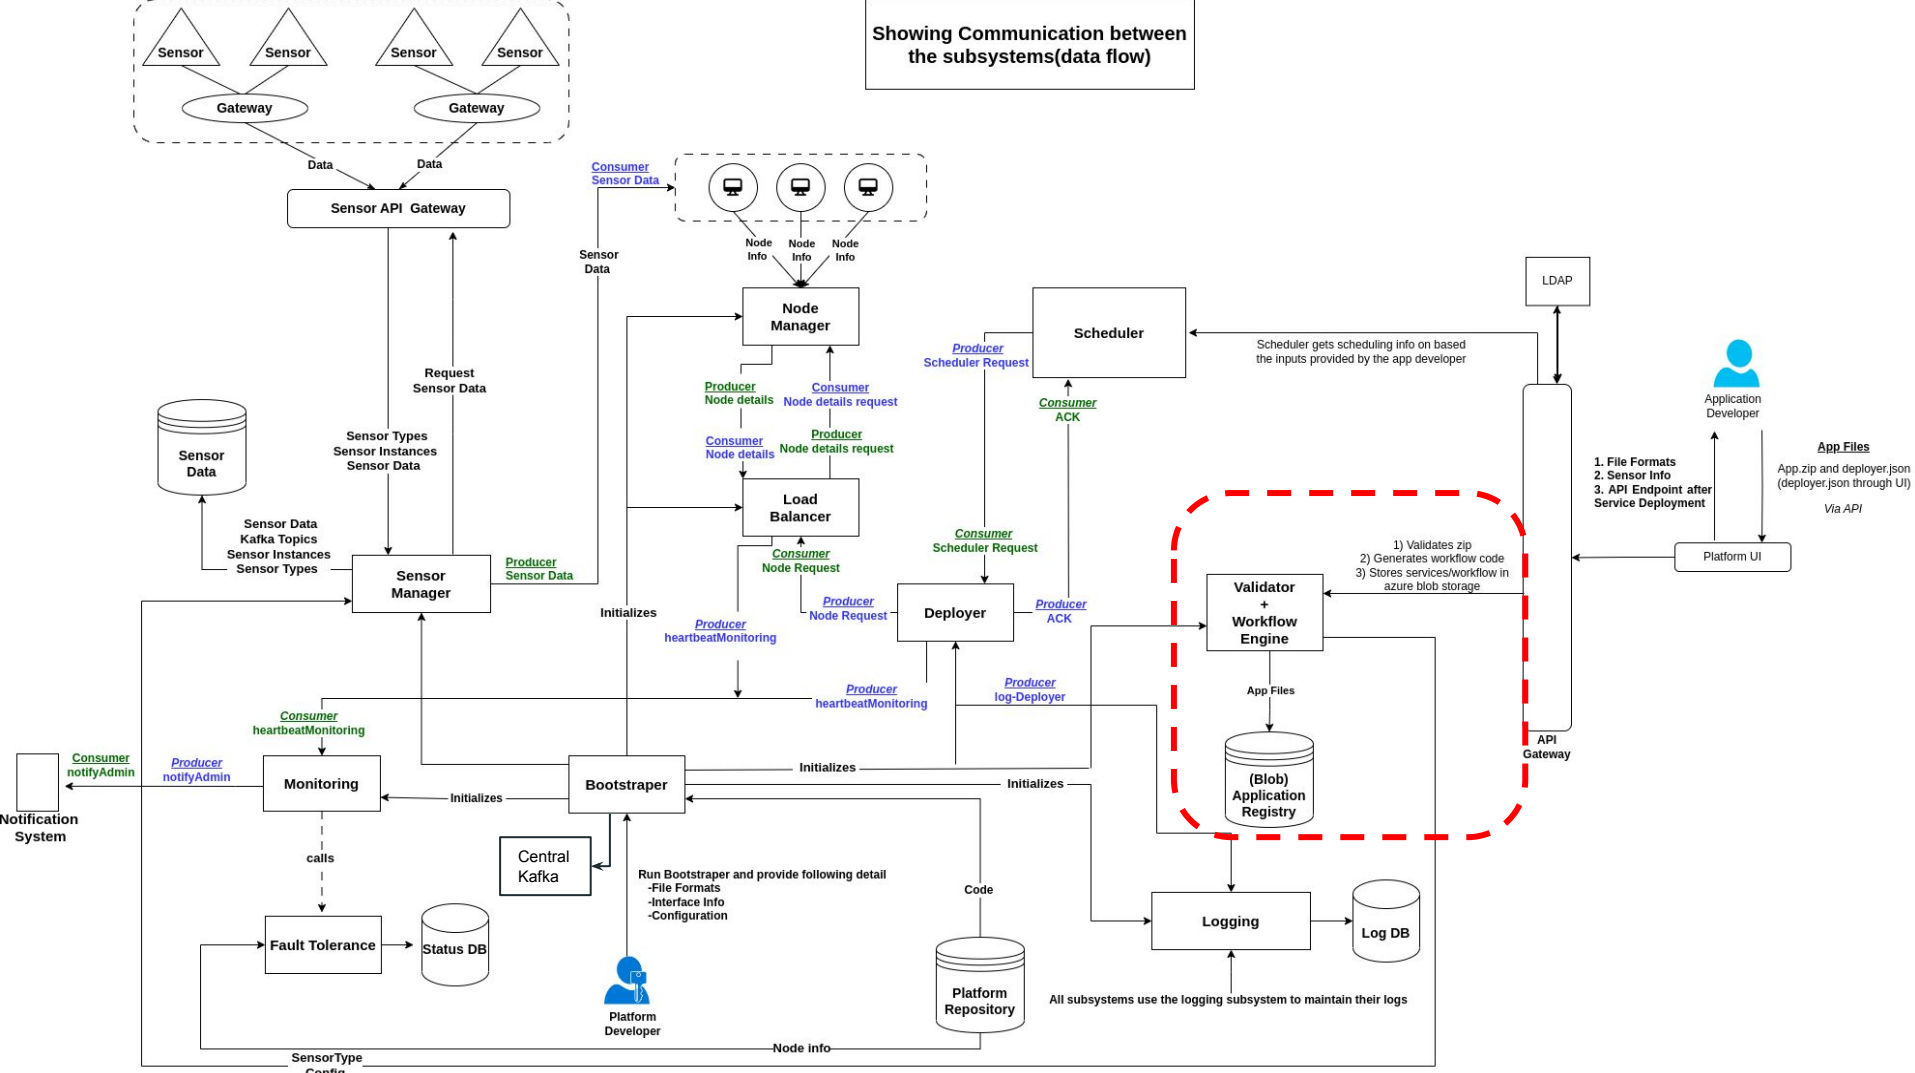 Showing Communication between
the subsystems(data flow)
Sensor
Sensor
Sensor
Sensor
Gateway
Gateway
Data
Data
Sensor API  Gateway
Consumer
Sensor Data
Sensor
Data
Node
Info
Node
Info
Node
Info
Node
Manager
Scheduler
LDAP
Scheduler gets scheduling info on based
the inputs provided by the app developer
Producer
Scheduler Request
Request
Sensor Data
Producer
Node details
Consumer
Node details request
Consumer
ACK
Application
Developer
Sensor Types
Sensor Instances
Sensor Data
Consumer
Node details
Producer
Node details request
App Files
App.zip and deployer.json
(deployer.json through UI)
Via API
1. File Formats
2. Sensor Info
3. API Endpoint after
Service Deployment
Sensor
Data
Load
Balancer
Sensor Data
Kafka Topics
Sensor Instances
Sensor Types
Consumer
Scheduler Request
1) Validates zip
2) Generates workflow code
3) Stores services/workflow in
azure blob storage
Platform UI
Sensor
Manager
Producer
Sensor Data
Consumer
Node Request
Validator
+
Workflow
Engine
Initializes
Producer
Node Request
Deployer
Producer
ACK
Producer
heartbeatMonitoring
Producer
heartbeatMonitoring
Producer
log-Deployer
App Files
Consumer
heartbeatMonitoring
API
Gateway
Consumer
notifyAdmin
Producer
notifyAdmin
Monitoring
Initializes
Bootstraper
Initializes
Initializes
(Blob)
Application
Registry
Notification
System
calls
Central
Kafka
Run Bootstraper and provide following detail
-File Formats
-Interface Info
-Configuration
Code
Logging
Log DB
Fault Tolerance
Status DB
Platform
Repository
All subsystems use the logging subsystem to maintain their logs
Platform
Developer
Node info
SensorType
Config